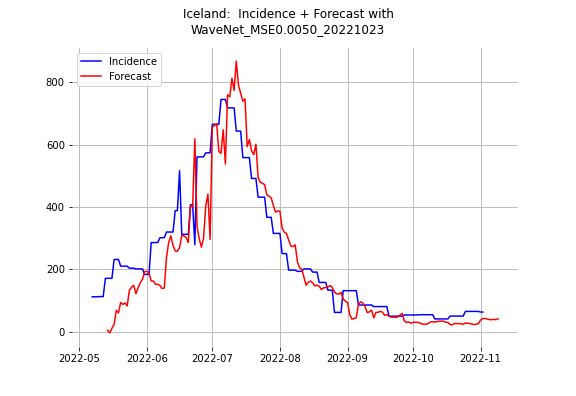 Iceland:  Incidence + Forecast with
WaveNet_MSE0.0050_20221023
Incidence
Forecast
800
600
400
200
0
2022-05 2022-06 2022-07 2022-08 2022-09 2022-10 2022-11